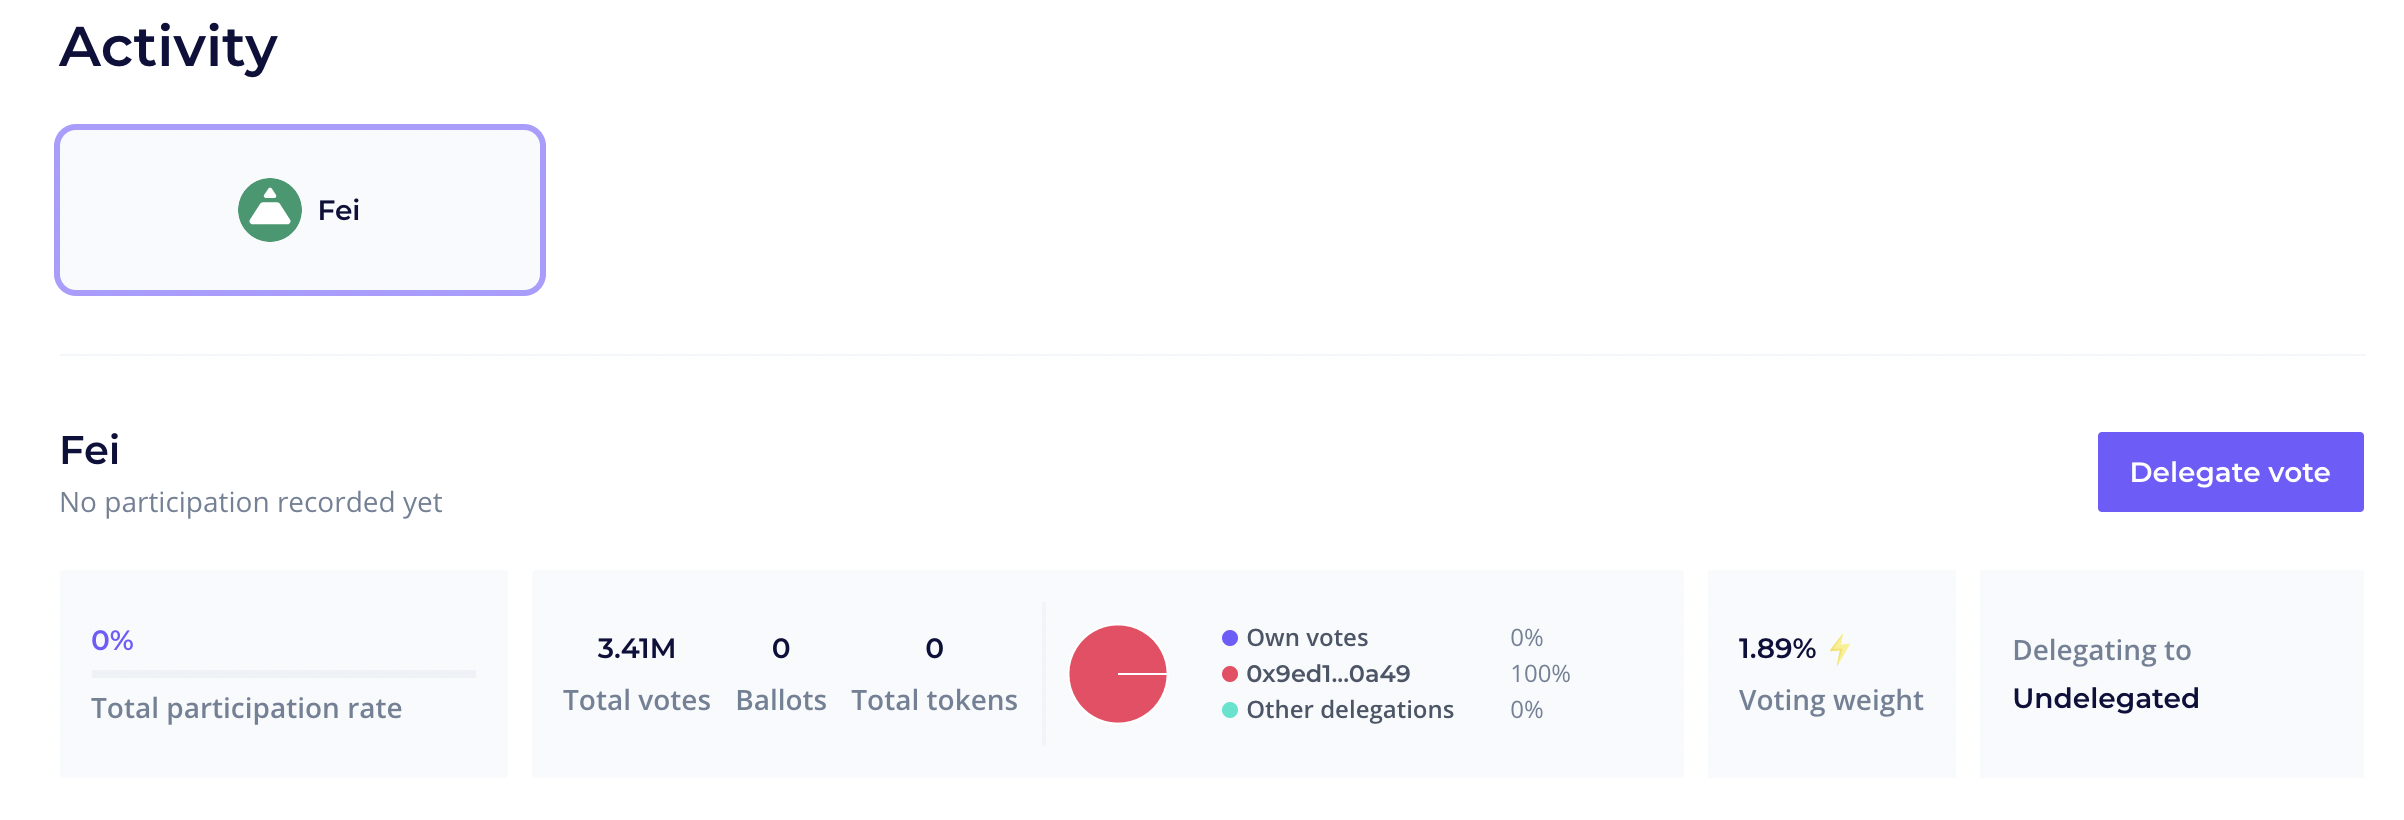 Activity
Fei
Fei
No participation recorded yet
Delegate vote
0%
Total participation rate
3.41M
Total votes
0
Ballots
0
Total tokens
Own votes 0%
0x9ed1...0a49 100%
Other delegations 0%
1.89% ⚡
Voting weight
Delegating to
Undelegated